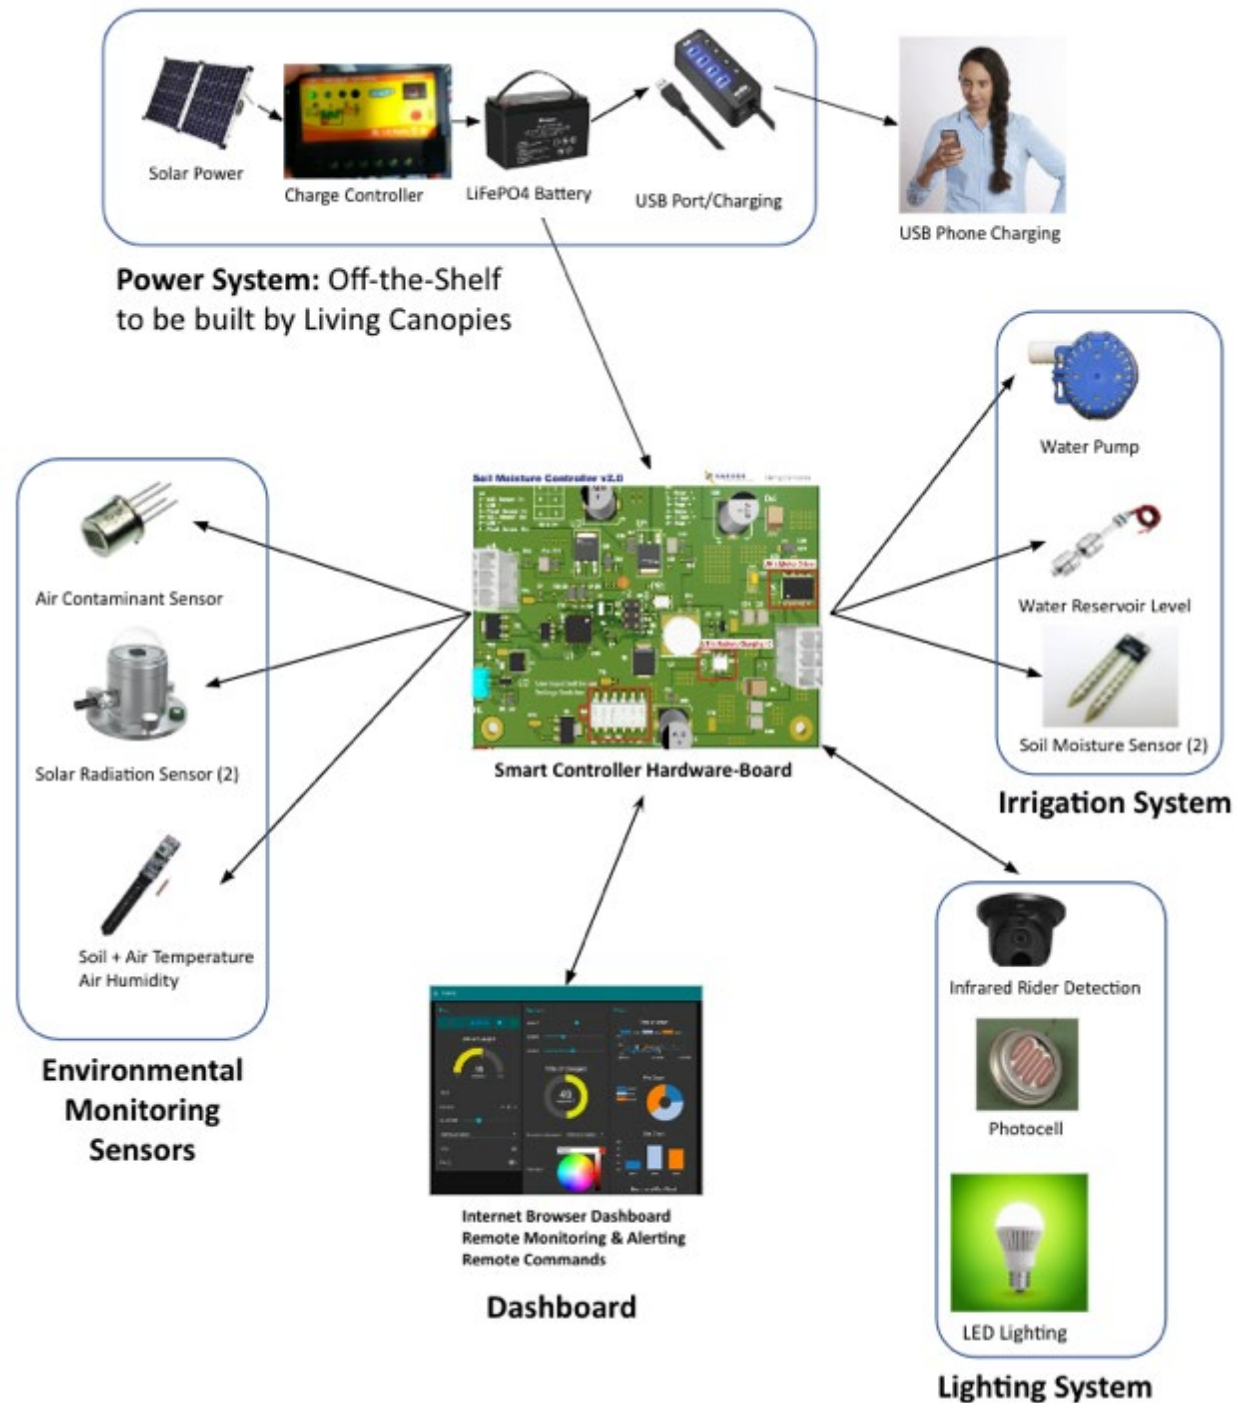 Solar Power
Charge Controller
LiFePO4 Battery
USB Port/Charging
USB Phone Charging
Power System: Off-the-Shelf
to be built by Living Canopies
Water Pump
Water Reservoir Level
Soil Moisture Sensor (2)
Irrigation System
Air Contaminant Sensor
Solar Radiation Sensor (2)
Soil + Air Temperature
Air Humidity
Environmental
Monitoring
Sensors
Soil Moisture Controller v2.0
Smart Controller Hardware-Board
Infrared Rider Detection
Photocell
LED Lighting
Lighting System
Internet Browser Dashboard
Remote Monitoring & Alerting
Remote Commands
Dashboard